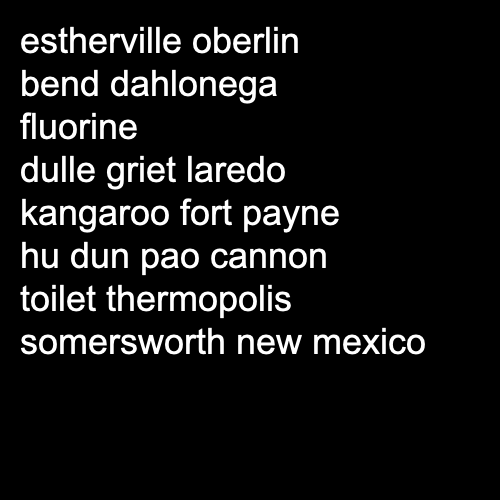 estherville oberlin
bend dahlonega
fluorine
dulle griet laredo
kangaroo fort payne
hu dun pao cannon
toilet thermopolis
somersworth new mexico